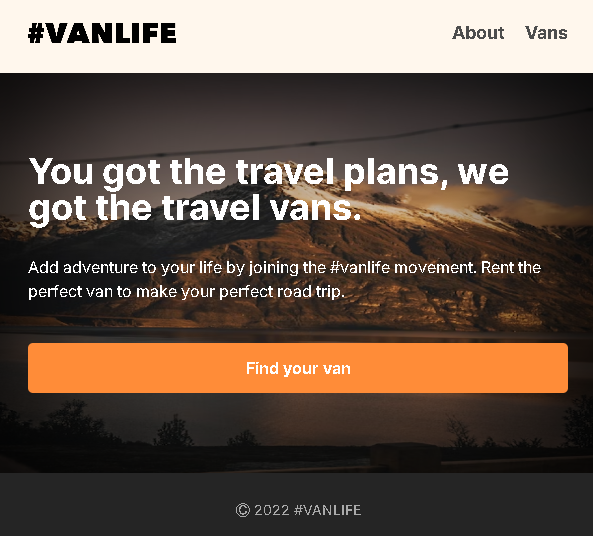 #VANLIFE
About Vans
You got the travel plans, we
got the travel vans.
Add adventure to your life by joining the #vanlife movement. Rent the
perfect van to make your perfect road trip.
Find your van
© 2022 #VANLIFE